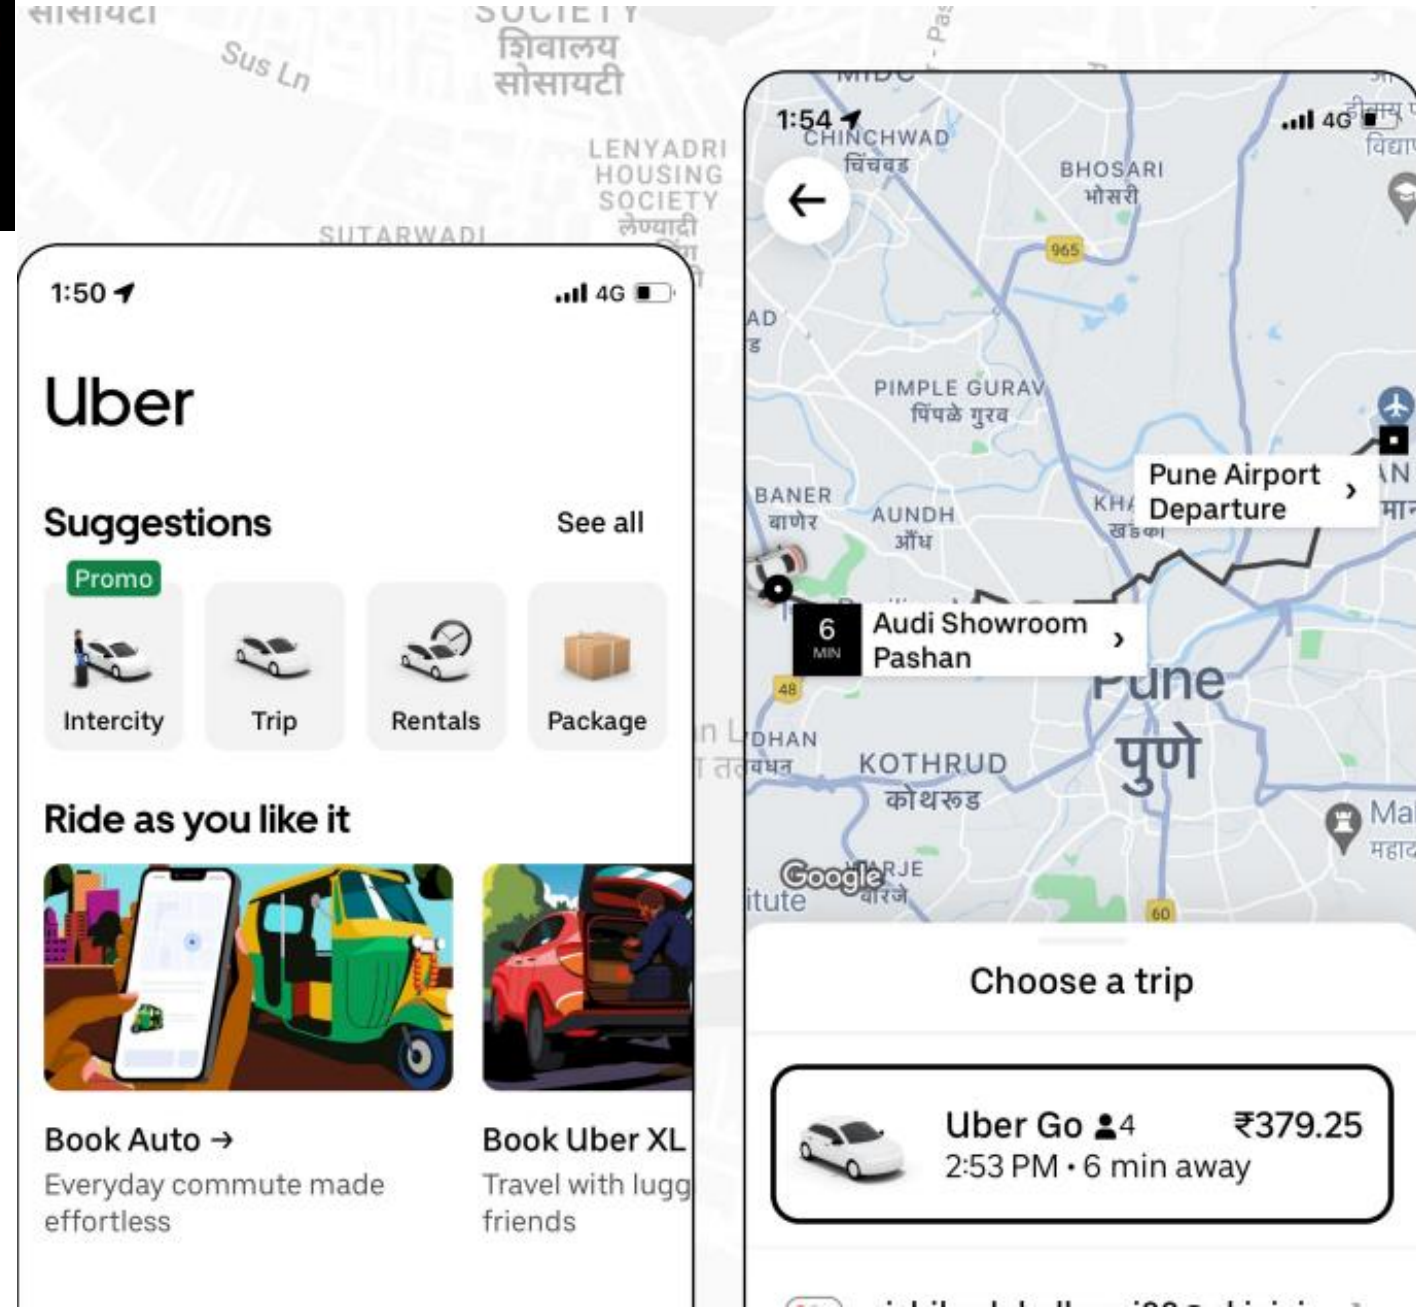 सोसायटी
SOCIETY
शिवालय
सोसायटी
Sus Ln
LENYADRI
HOUSING
SOCIETY
लेण्याद्री
SUTARWADI
1:50
4G
Uber
Suggestions
See all
Promo
Intercity
Trip
Rentals
Package
Ride as you like it
Book Auto →
Everyday commute made
effortless
Book Uber XL
Travel with lugg
friends
MIDC
1:54
4G
CHINCHWAD
चिंचवड
BHOSARI
भोसरी
965
PIMPLE GURAV
पिंपळे गुरव
Pune Airport
Departure
BANER
बाणेर
AUNDH
औंध
6
MIN
Audi Showroom
Pashan
48
Pune
पुणे
KOTHRUD
कोथरूड
Google
60
Choose a trip
Uber Go 4
₹379.25
2:53 PM • 6 min away